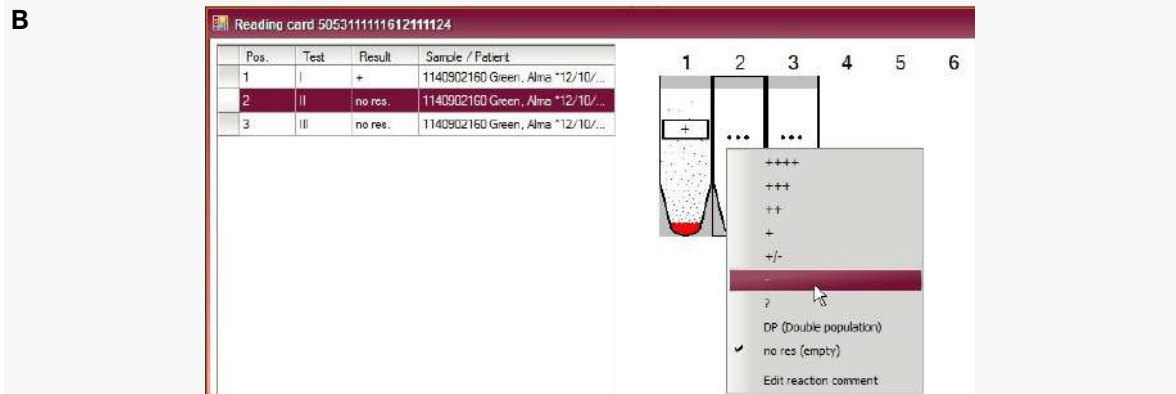 B
Reading card 5053111111612111124
Pos. Test Result Sample / Patient
1 I + 1140902160 Green, Alma *12/10/...
2 II no res. 1140902160 Green, Alma *12/10/...
3 III no res. 1140902160 Green, Alma *12/10/...
1 2 3 4 5 6
+ ... ...
++++
+++
++
+
+/-
-
?
DP (Double population)
no res (empty)
Edit reaction comment